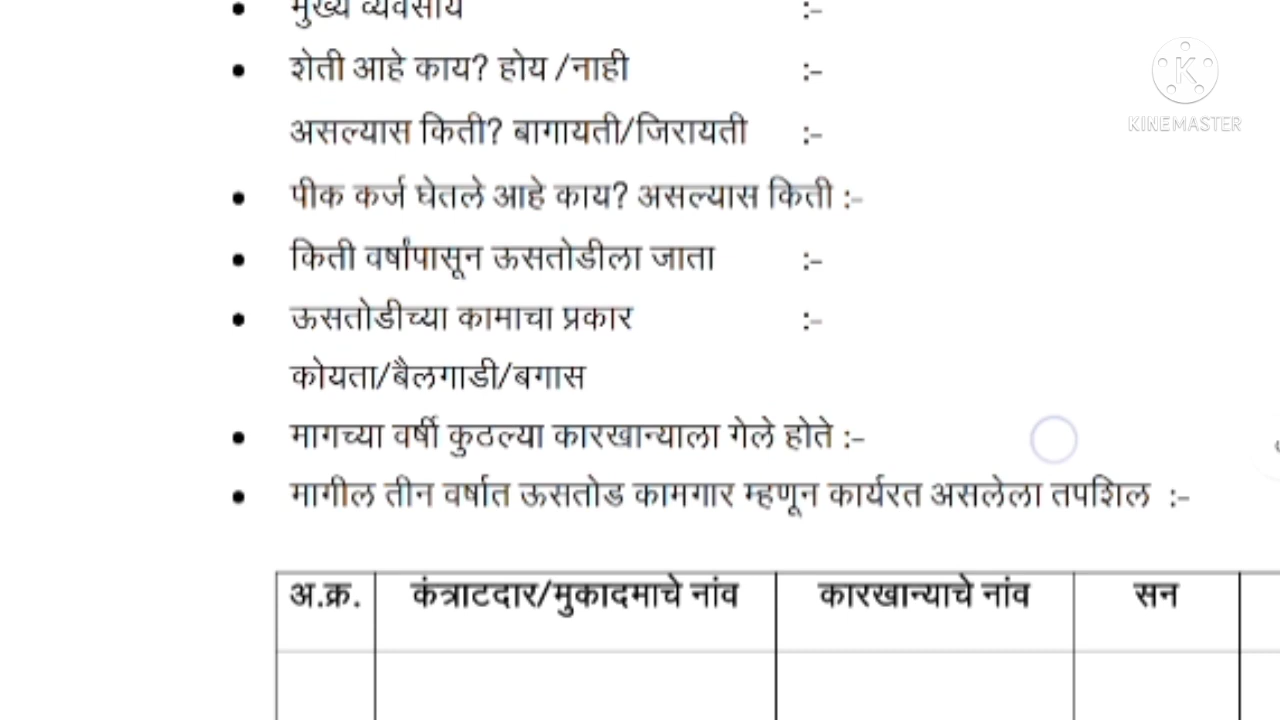 • मुख्य व्यवसाय :-
• शेती आहे काय? होय /नाही :-
असल्यास किती? बागायती/जिरायती :-
• पीक कर्ज घेतले आहे काय? असल्यास किती :-
• किती वर्षांपासून ऊसतोडीला जाता :-
• ऊसतोडीच्या कामाचा प्रकार :-
कोयता/बैलगाडी/बगास
• मागच्या वर्षी कुठल्या कारखान्याला गेले होते :-
• मागील तीन वर्षात ऊसतोड कामगार म्हणून कार्यरत असलेला तपशिल :-
अ.क्र. कंत्राटदार/मुकादमाचे नांव कारखान्याचे नांव सन
K
KINEMASTER